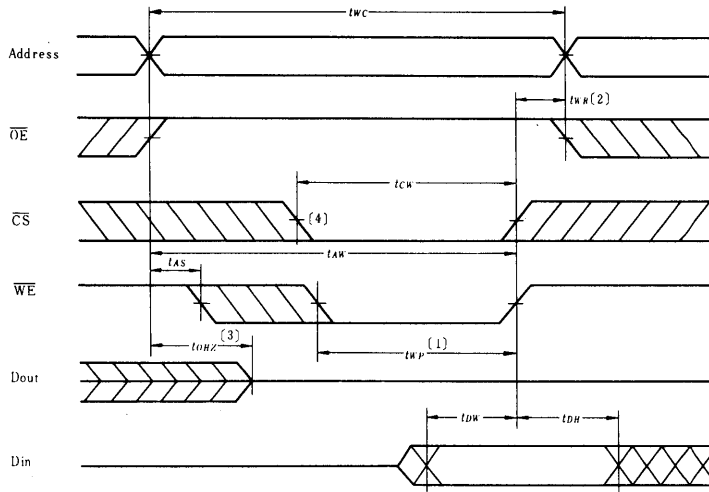 tWC
Address
tWR(2)
OE
tCW
CS
(4)
tAW
tAS
WE
(3)
tOHZ
(1)
tWP
Dout
tDW
tDH
Din